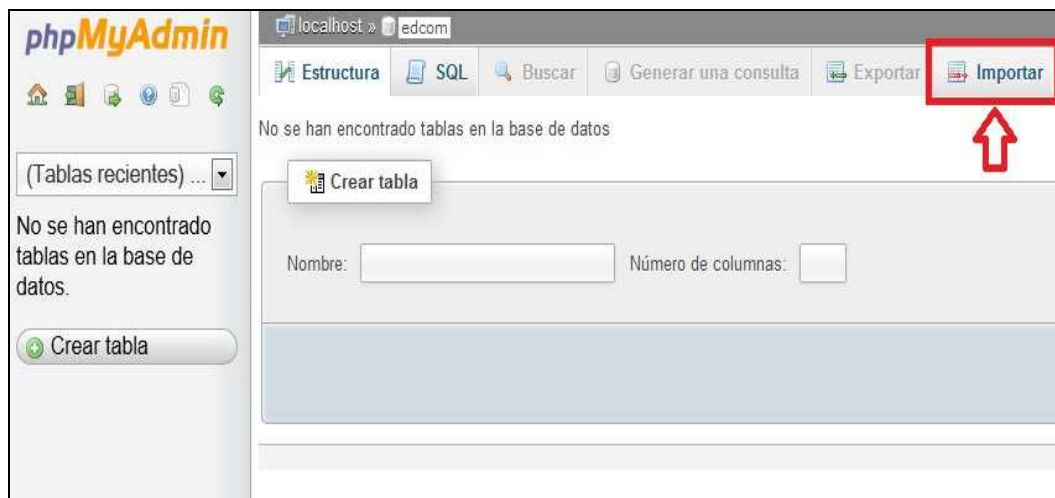 phpMyAdmin
(Tablas recientes) ...
No se han encontrado
tablas en la base de
datos.
Crear tabla
localhost » edcom
Estructura SQL Buscar Generar una consulta Exportar Importar
No se han encontrado tablas en la base de datos
Crear tabla
Nombre: Número de columnas: